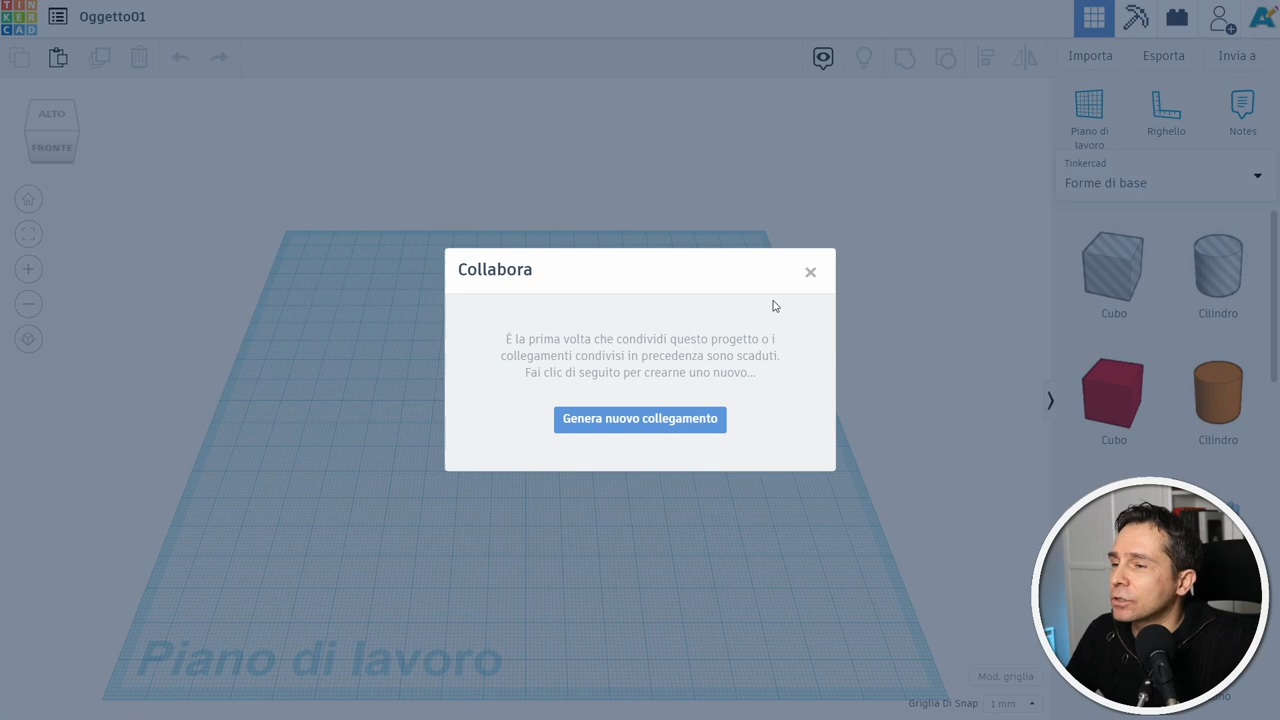 TIN
KER
CAD
Oggetto01
Importa
Esporta
Invia a
ALTO
FRONTE
Piano di
lavoro
Righello
Notes
Tinkercad
Forme di base
Cubo
Cilindro
Cubo
Cilindro
Collabora
È la prima volta che condividi questo progetto o i
collegamenti condivisi in precedenza sono scaduti.
Fai clic di seguito per crearne uno nuovo...
Genera nuovo collegamento
Piano di lavoro
Mod. griglia
Griglia Di Snap
1 mm